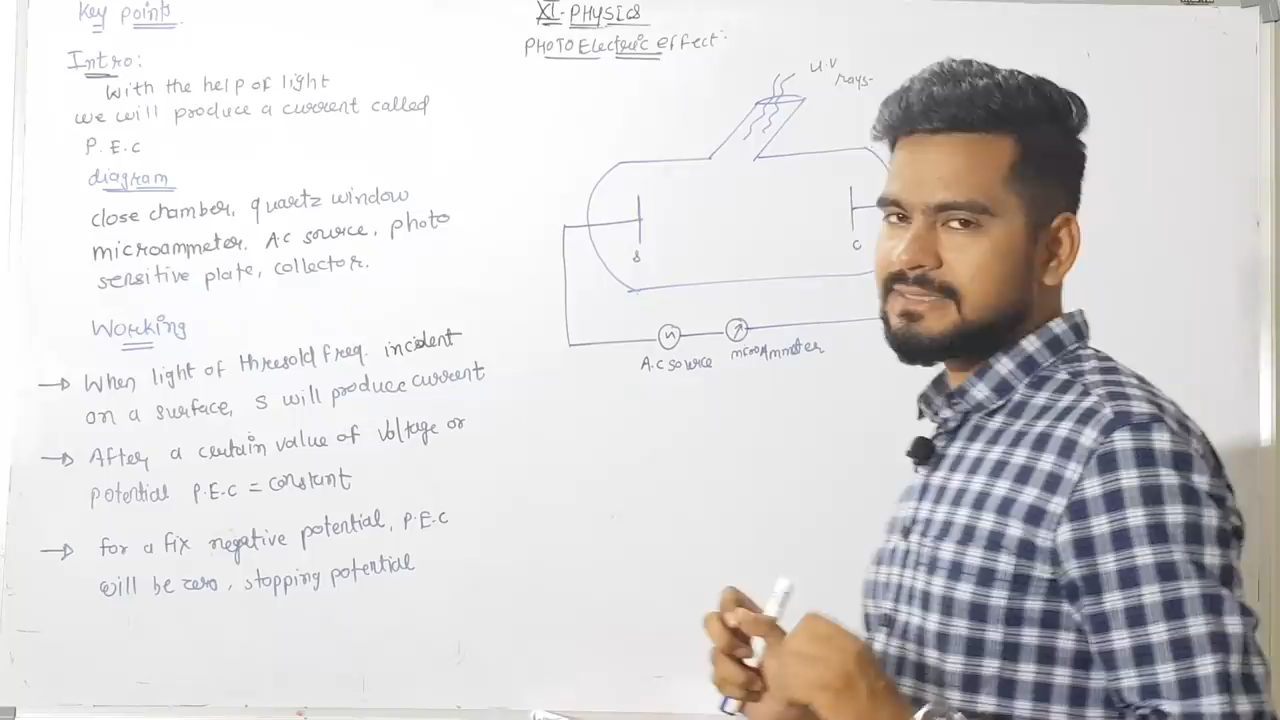 Key points
Intro:
With the help of light
we will produce a current called
P.E.C
diagram
close chamber, quartz window
microammeter, A.C source, photo
sensitive plate, collector.
Working
→ When light of thresold freq. incident
on a surface, S will produce current
→ After a certain value of voltage or
potential P.E.C = constant
→ for a fix negative potential, P.E.C
will be zero, stopping potential
XI-PHYSICS
PHOTOElectric effect:
U.V
rays-
S
C
A.C source
microAmmeter